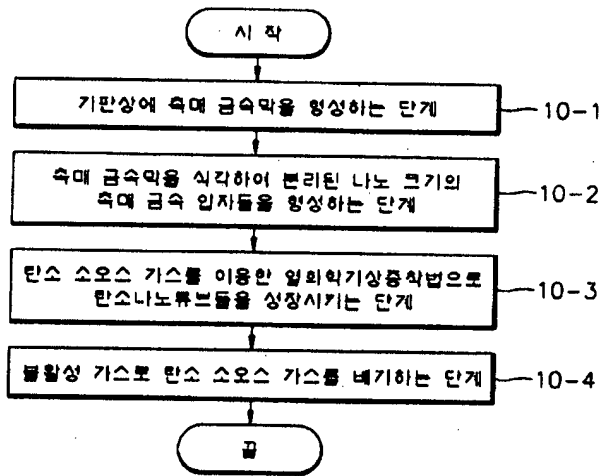 시 작
기판상에 촉매 금속막을 형성하는 단계
10-1
촉매 금속막을 식각하여 분리된 나노 크기의
촉매 금속 입자들을 형성하는 단계
10-2
탄소 소오스 가스를 이용한 열화학기상증착법으로
탄소나노튜브들을 성장시키는 단계
10-3
불활성 가스로 탄소 소오스 가스를 배기하는 단계
10-4
끝